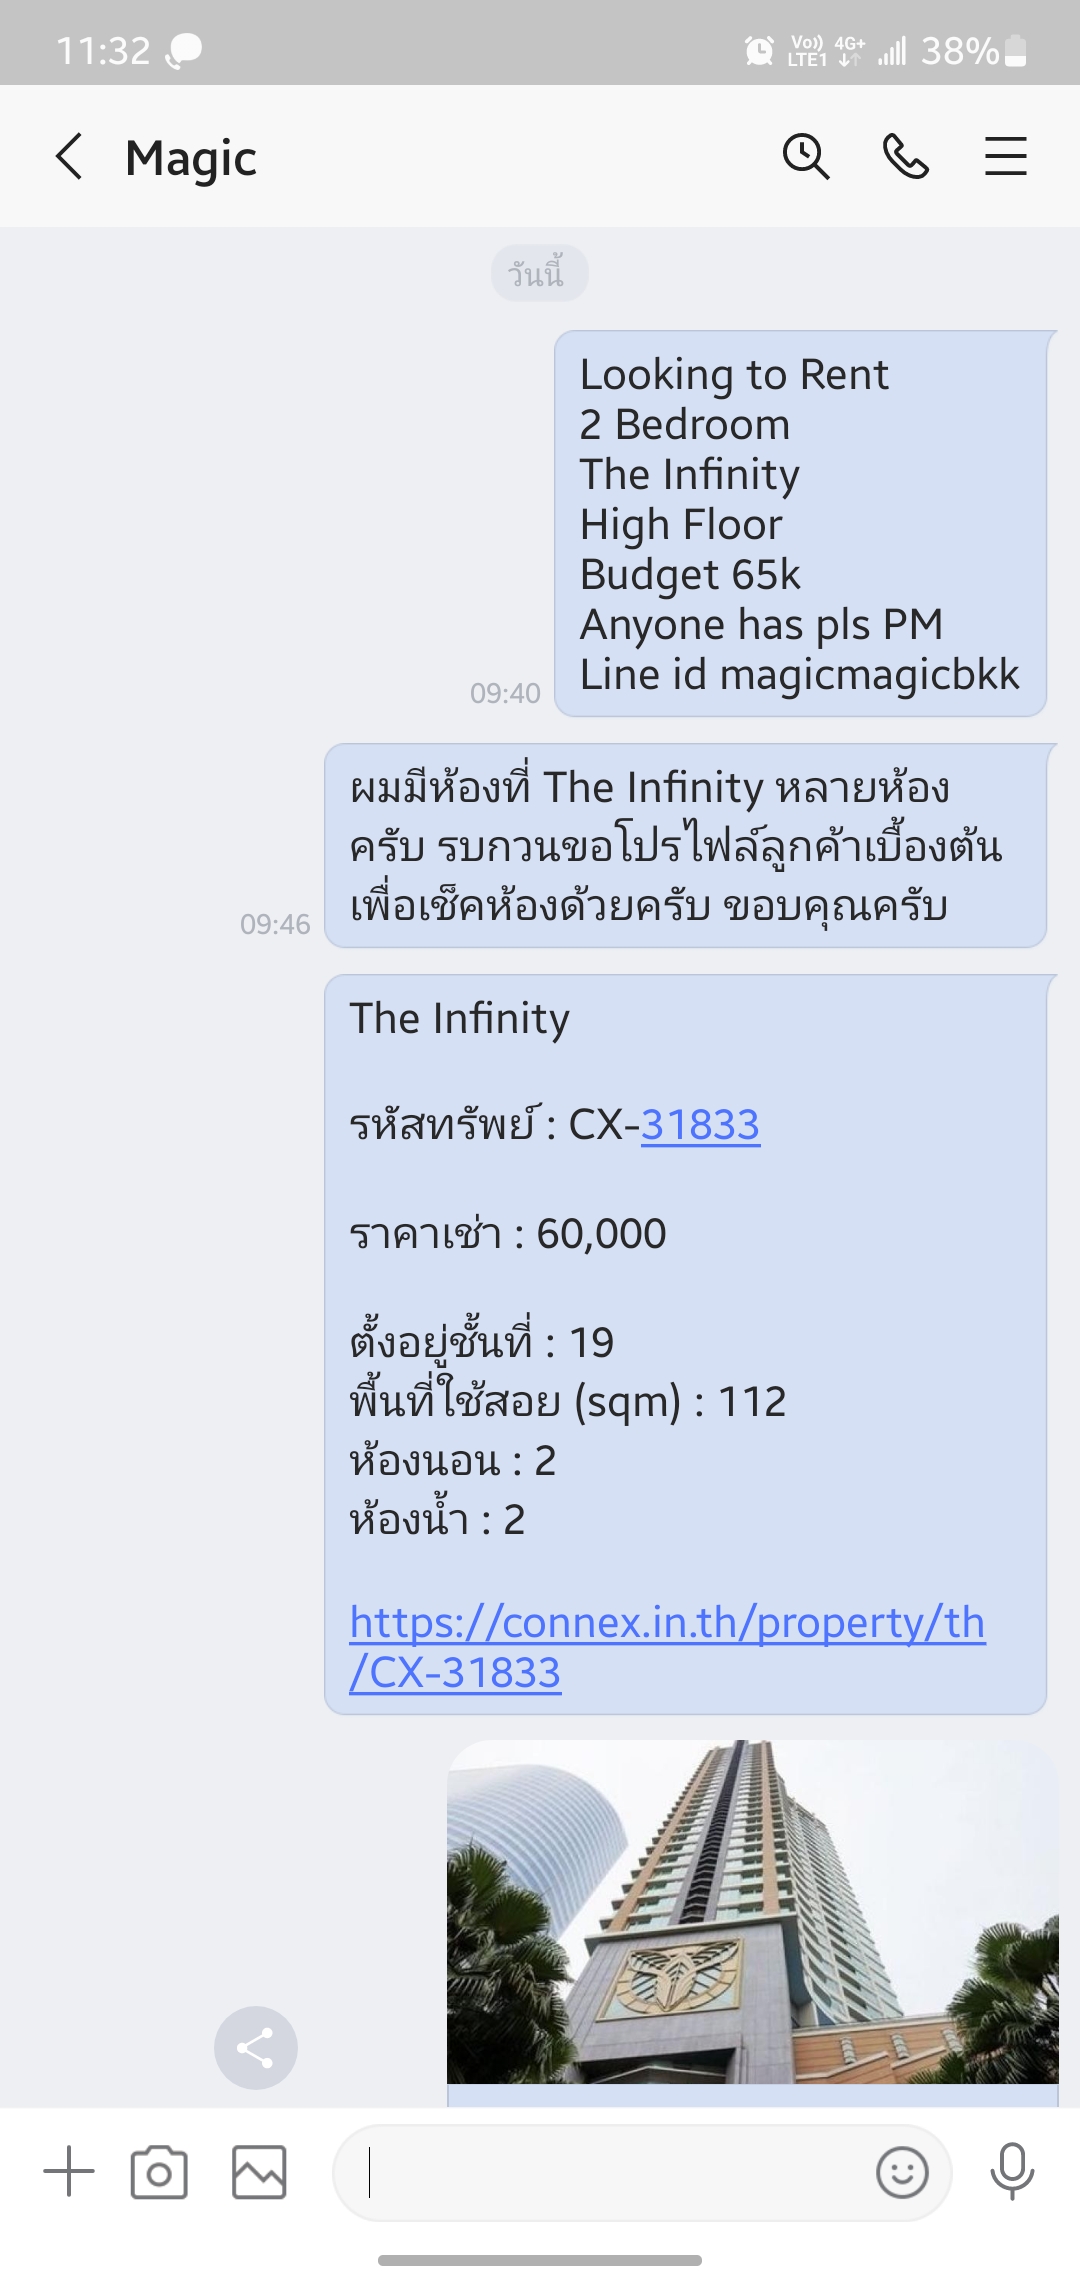 11:32
Vo)) LTE1 4G+ 38%
Magic
วันนี้
Looking to Rent
2 Bedroom
The Infinity
High Floor
Budget 65k
Anyone has pls PM
Line id magicmagicbkk
09:40
ผมมีห้องที่ The Infinity หลายห้อง
ครับ รบกวนขอโปรไฟล์ลูกค้าเบื้องต้น
เพื่อเช็คห้องด้วยครับ ขอบคุณครับ
09:46
The Infinity
รหัสทรัพย์ : CX-31833
ราคาเช่า : 60,000
ตั้งอยู่ชั้นที่ : 19
พื้นที่ใช้สอย (sqm) : 112
ห้องนอน : 2
ห้องน้ำ : 2
https://connex.in.th/property/th
/CX-31833